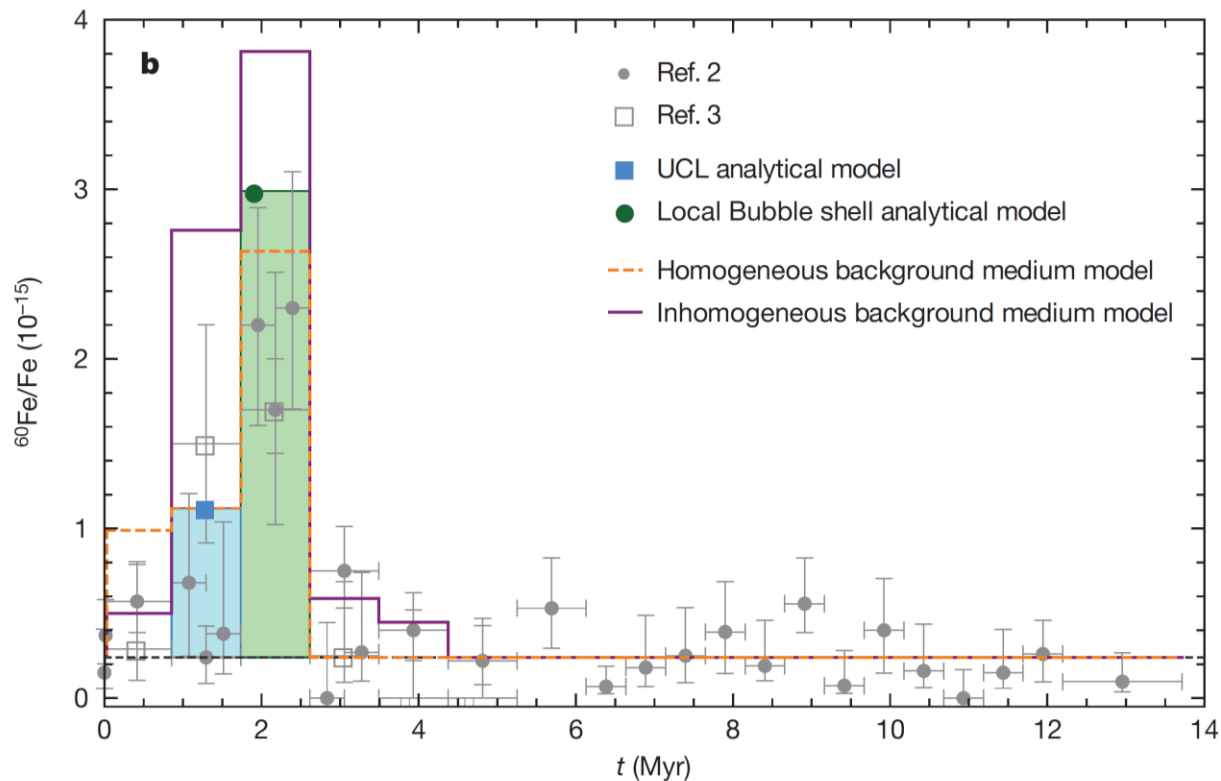 b
Ref. 2
Ref. 3
UCL analytical model
Local Bubble shell analytical model
Homogeneous background medium model
Inhomogeneous background medium model
⁶⁰Fe/Fe (10⁻¹⁵)
4
3
2
1
0
0 2 4 6 8 10 12 14
t (Myr)